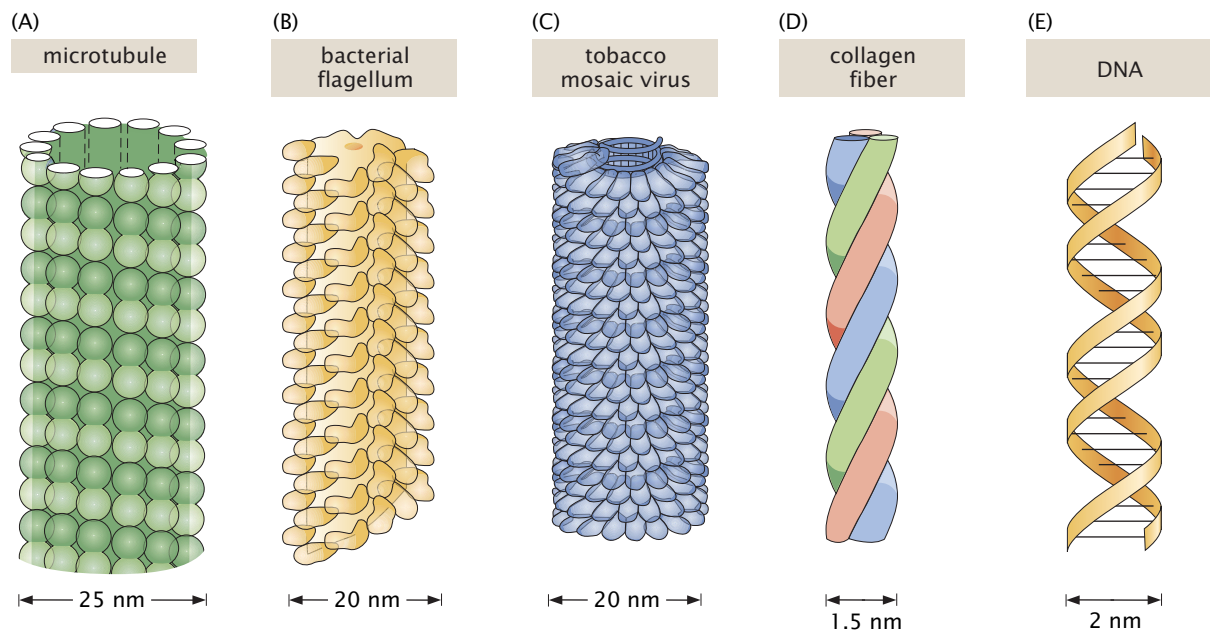 (A)
microtubule
25 nm
(B)
bacterial
flagellum
20 nm
(C)
tobacco
mosaic virus
20 nm
(D)
collagen
fiber
1.5 nm
(E)
DNA
2 nm